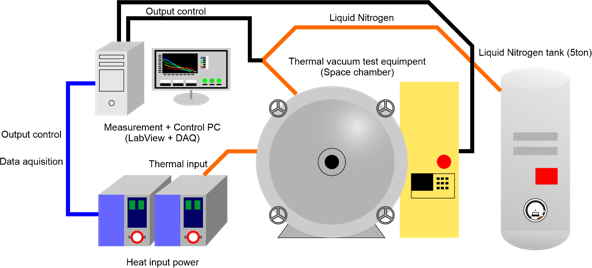 Output control
Liquid Nitrogen
Liquid Nitrogen tank (5ton)
Thermal vacuum test equimpent
(Space chamber)
Measurement + Control PC
(LabView + DAQ)
Output control
Data aquisition
Thermal input
Heat input power